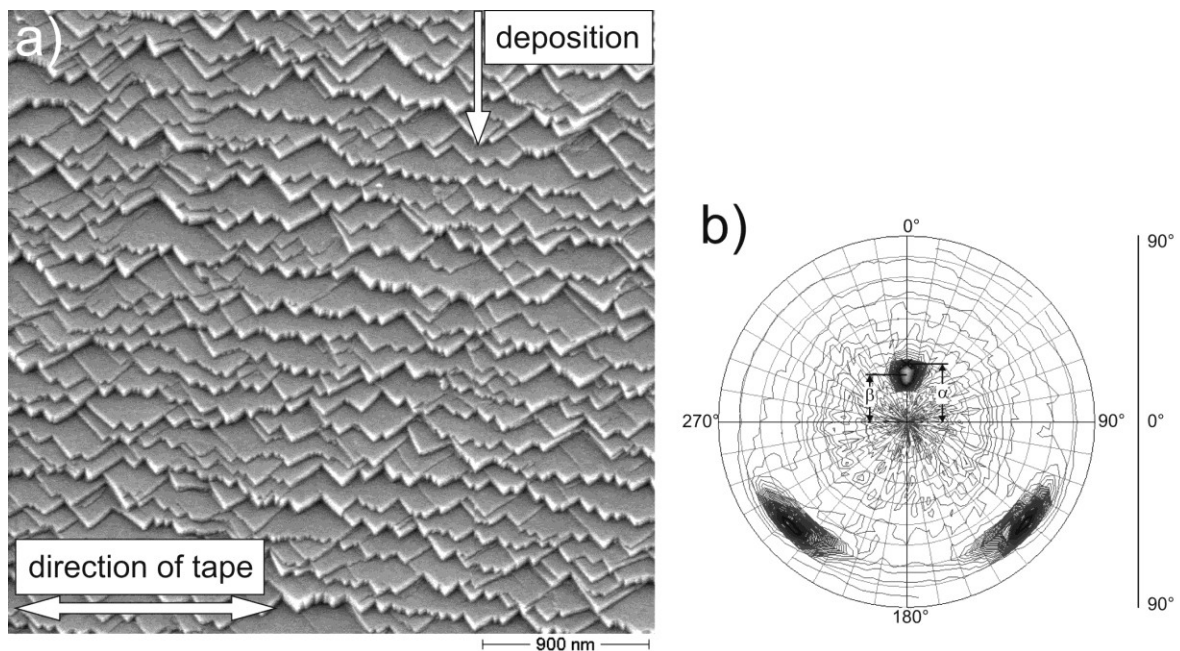 a)
deposition
direction of tape
900 nm
b)
0°
90°
270°
90°
0°
β
α
180°
90°